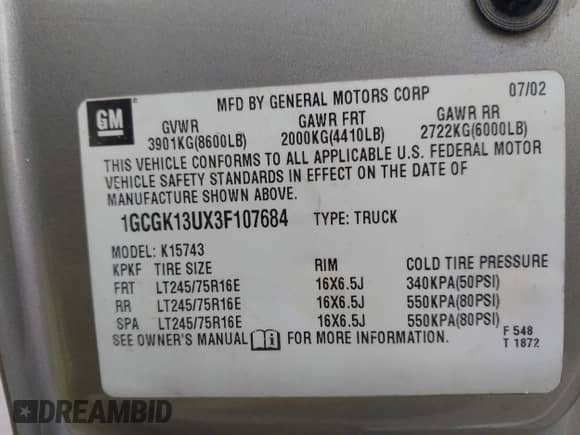 GM
MFD BY GENERAL MOTORS CORP 07/02
GVWR GAWR FRT GAWR RR
3901KG(8600LB) 2000KG(4410LB) 2722KG(6000LB)
THIS VEHICLE CONFORMS TO ALL APPLICABLE U.S. FEDERAL MOTOR
VEHICLE SAFETY STANDARDS IN EFFECT ON THE DATE OF
MANUFACTURE SHOWN ABOVE.
1GCGK13UX3F107684 TYPE: TRUCK
MODEL: K15743
KPKF TIRE SIZE RIM COLD TIRE PRESSURE
FRT LT245/75R16E 16X6.5J 340KPA(50PSI)
RR LT245/75R16E 16X6.5J 550KPA(80PSI)
SPA LT245/75R16E 16X6.5J 550KPA(80PSI)
SEE OWNER'S MANUAL FOR MORE INFORMATION.
F 548
T 1872
DREAMBID